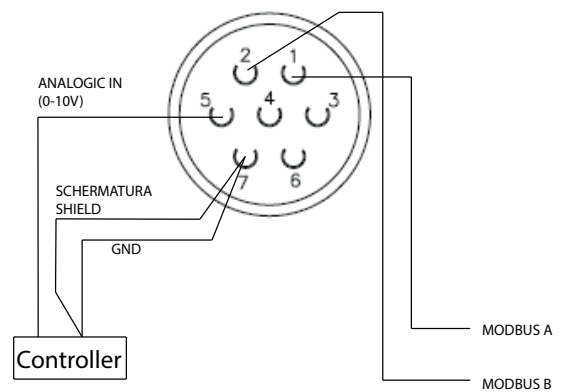 2 1
ANALOGIC IN
(0-10V)
5 4 3
SCHERMATURA
SHIELD
7 6
GND
Controller
MODBUS A
MODBUS B